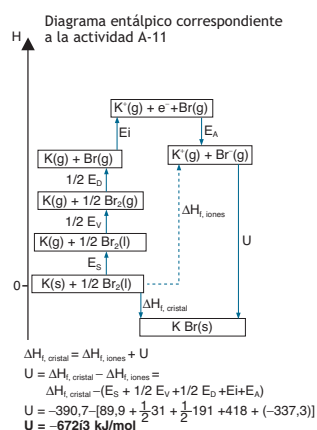 Diagrama entálpico correspondiente
a la actividad A-11
H
K⁺(g) + e⁻+Br(g)
Ei
E_A
K(g) + Br(g)
K⁺(g) + Br⁻(g)
1/2 E_D
K(g) + 1/2 Br₂(g)
1/2 E_V
ΔH_f, iones
U
K(g) + 1/2 Br₂(l)
E_S
0
K(s) + 1/2 Br₂(l)
ΔH_f, cristal
K Br(s)
ΔH_f, cristal = ΔH_f, iones + U
U = ΔH_f, cristal − ΔH_f, iones =
ΔH_f, cristal−(E_S + 1/2 E_V +1/2 E_D +Ei+E_A)
U = −390,7−[89,9 + 1/2 31 + 1/2 191 +418 + (−337,3)]
U = −672í3 kJ/mol